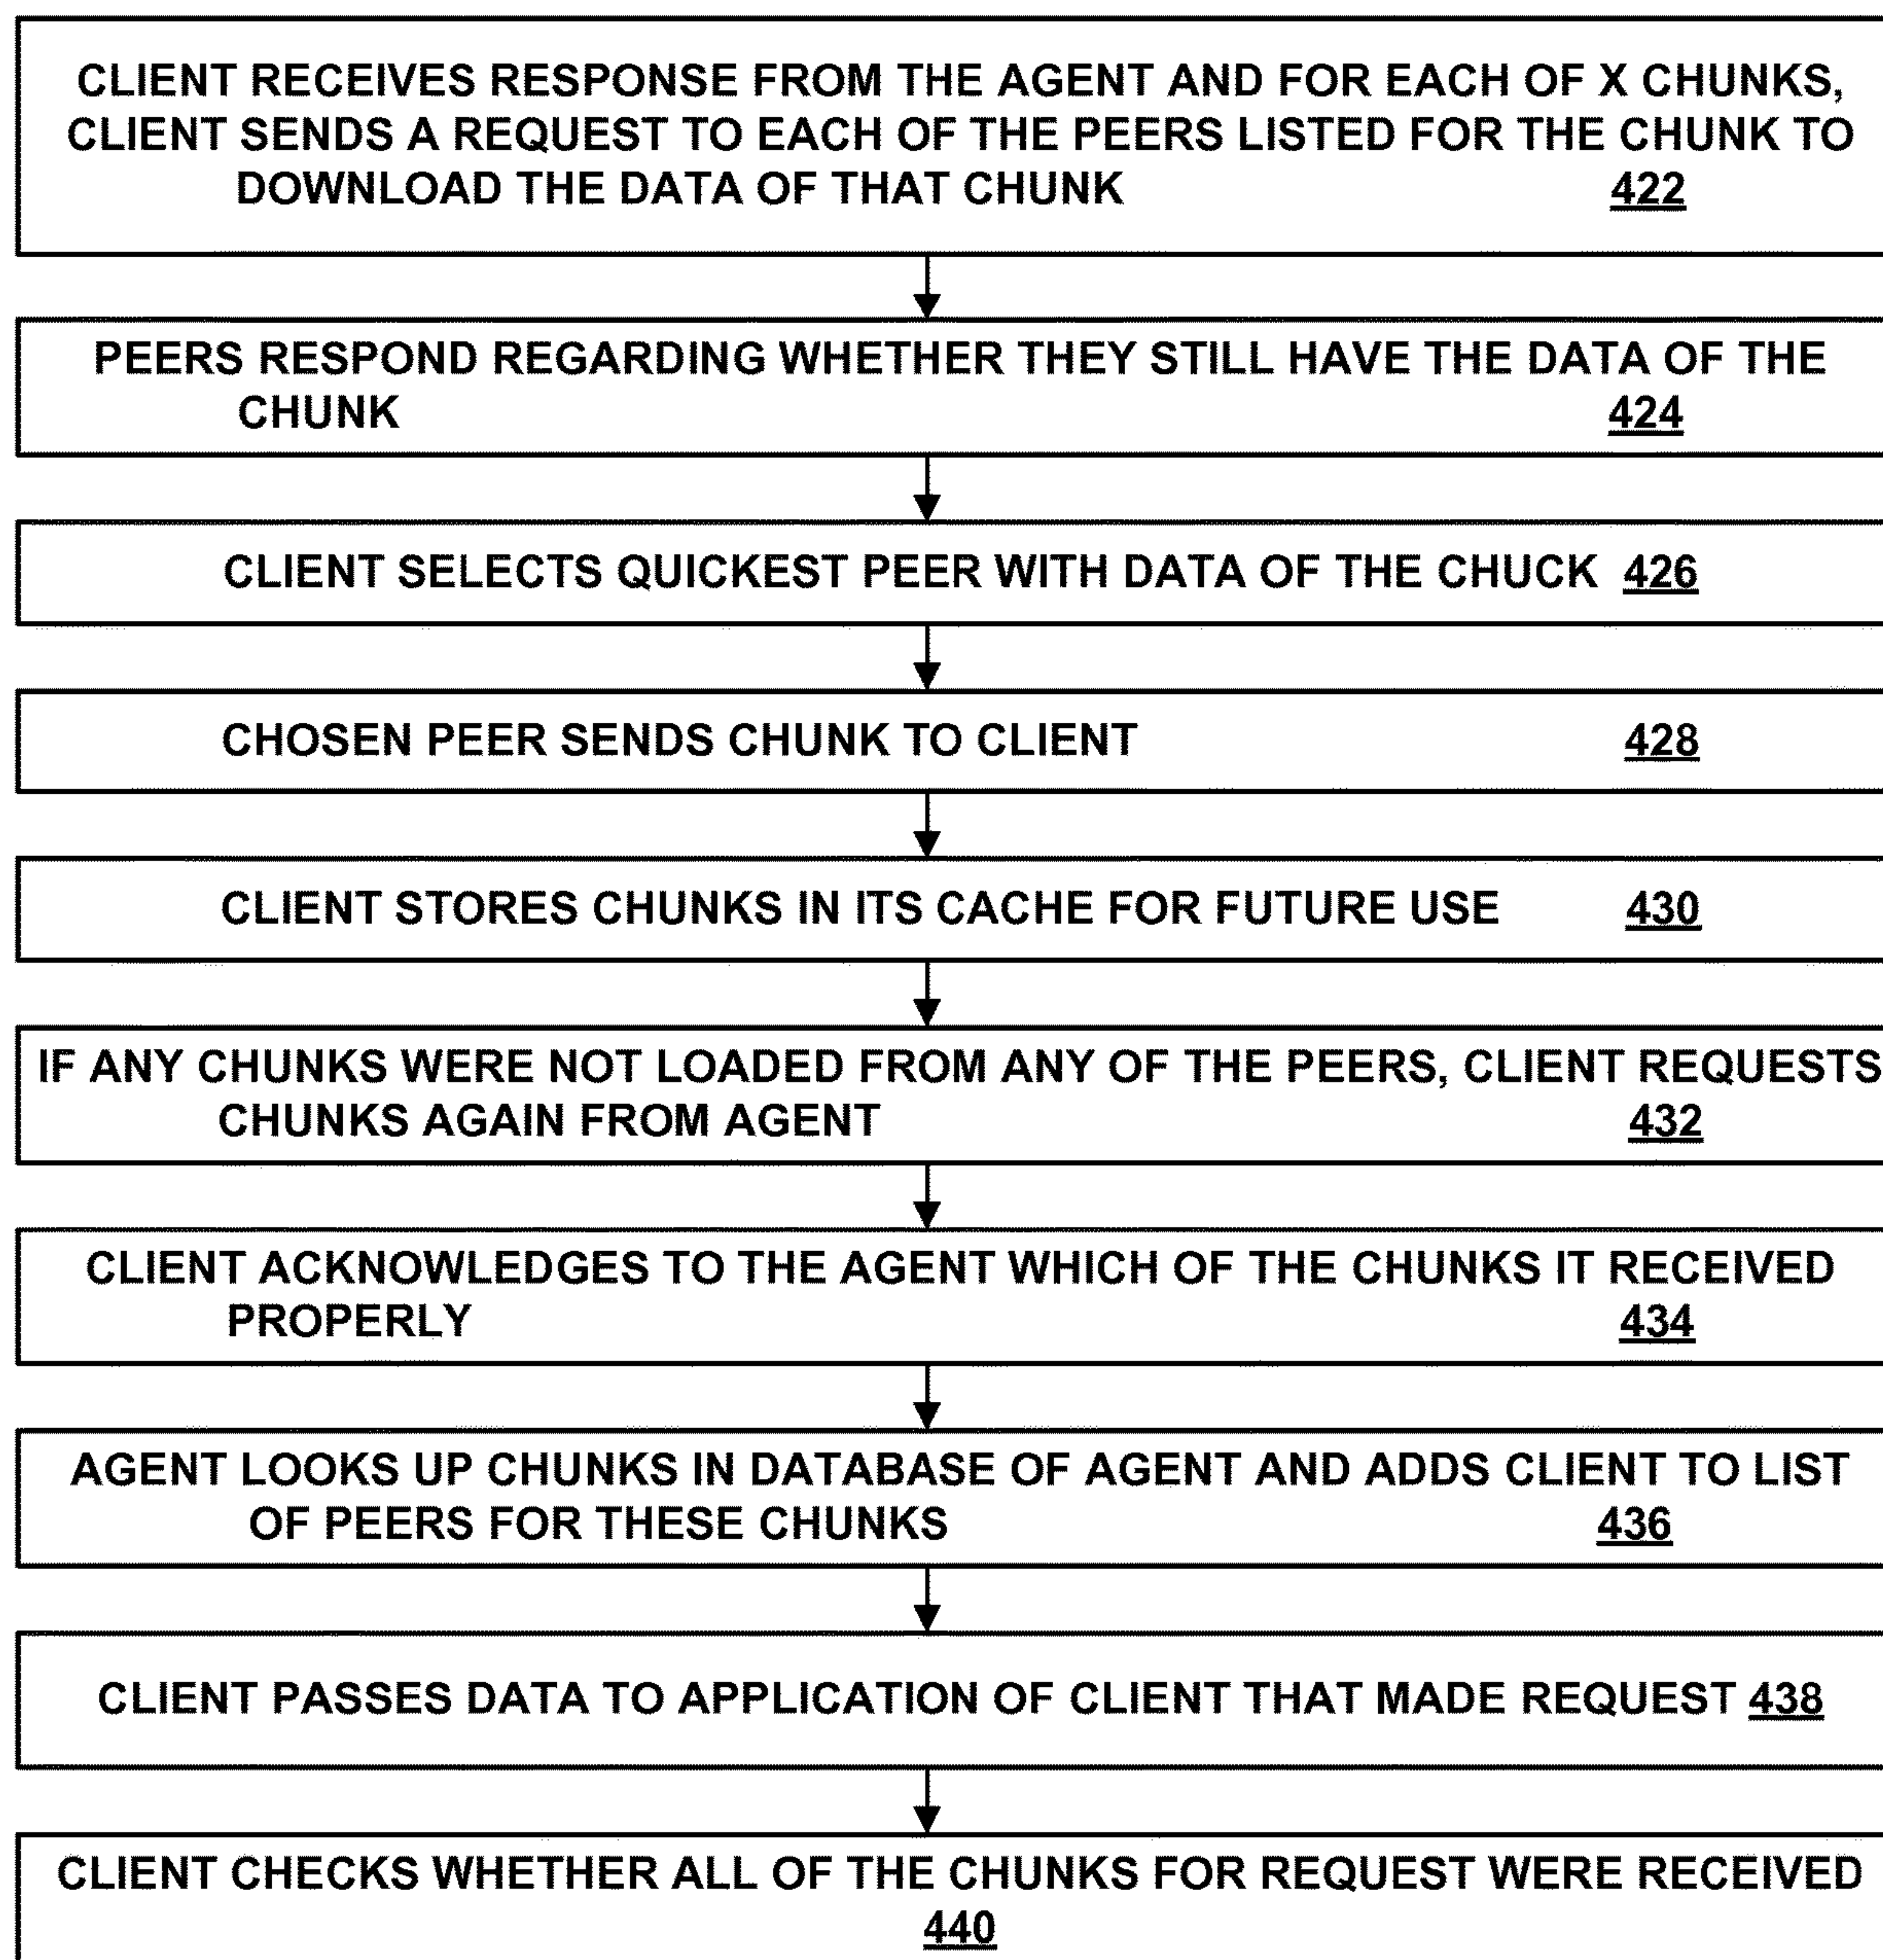 CLIENT RECEIVES RESPONSE FROM THE AGENT AND FOR EACH OF X CHUNKS,
CLIENT SENDS A REQUEST TO EACH OF THE PEERS LISTED FOR THE CHUNK TO
DOWNLOAD THE DATA OF THAT CHUNK 422
PEERS RESPOND REGARDING WHETHER THEY STILL HAVE THE DATA OF THE
CHUNK 424
CLIENT SELECTS QUICKEST PEER WITH DATA OF THE CHUCK 426
CHOSEN PEER SENDS CHUNK TO CLIENT 428
CLIENT STORES CHUNKS IN ITS CACHE FOR FUTURE USE 430
IF ANY CHUNKS WERE NOT LOADED FROM ANY OF THE PEERS, CLIENT REQUESTS
CHUNKS AGAIN FROM AGENT 432
CLIENT ACKNOWLEDGES TO THE AGENT WHICH OF THE CHUNKS IT RECEIVED
PROPERLY 434
AGENT LOOKS UP CHUNKS IN DATABASE OF AGENT AND ADDS CLIENT TO LIST
OF PEERS FOR THESE CHUNKS 436
CLIENT PASSES DATA TO APPLICATION OF CLIENT THAT MADE REQUEST 438
CLIENT CHECKS WHETHER ALL OF THE CHUNKS FOR REQUEST WERE RECEIVED
440